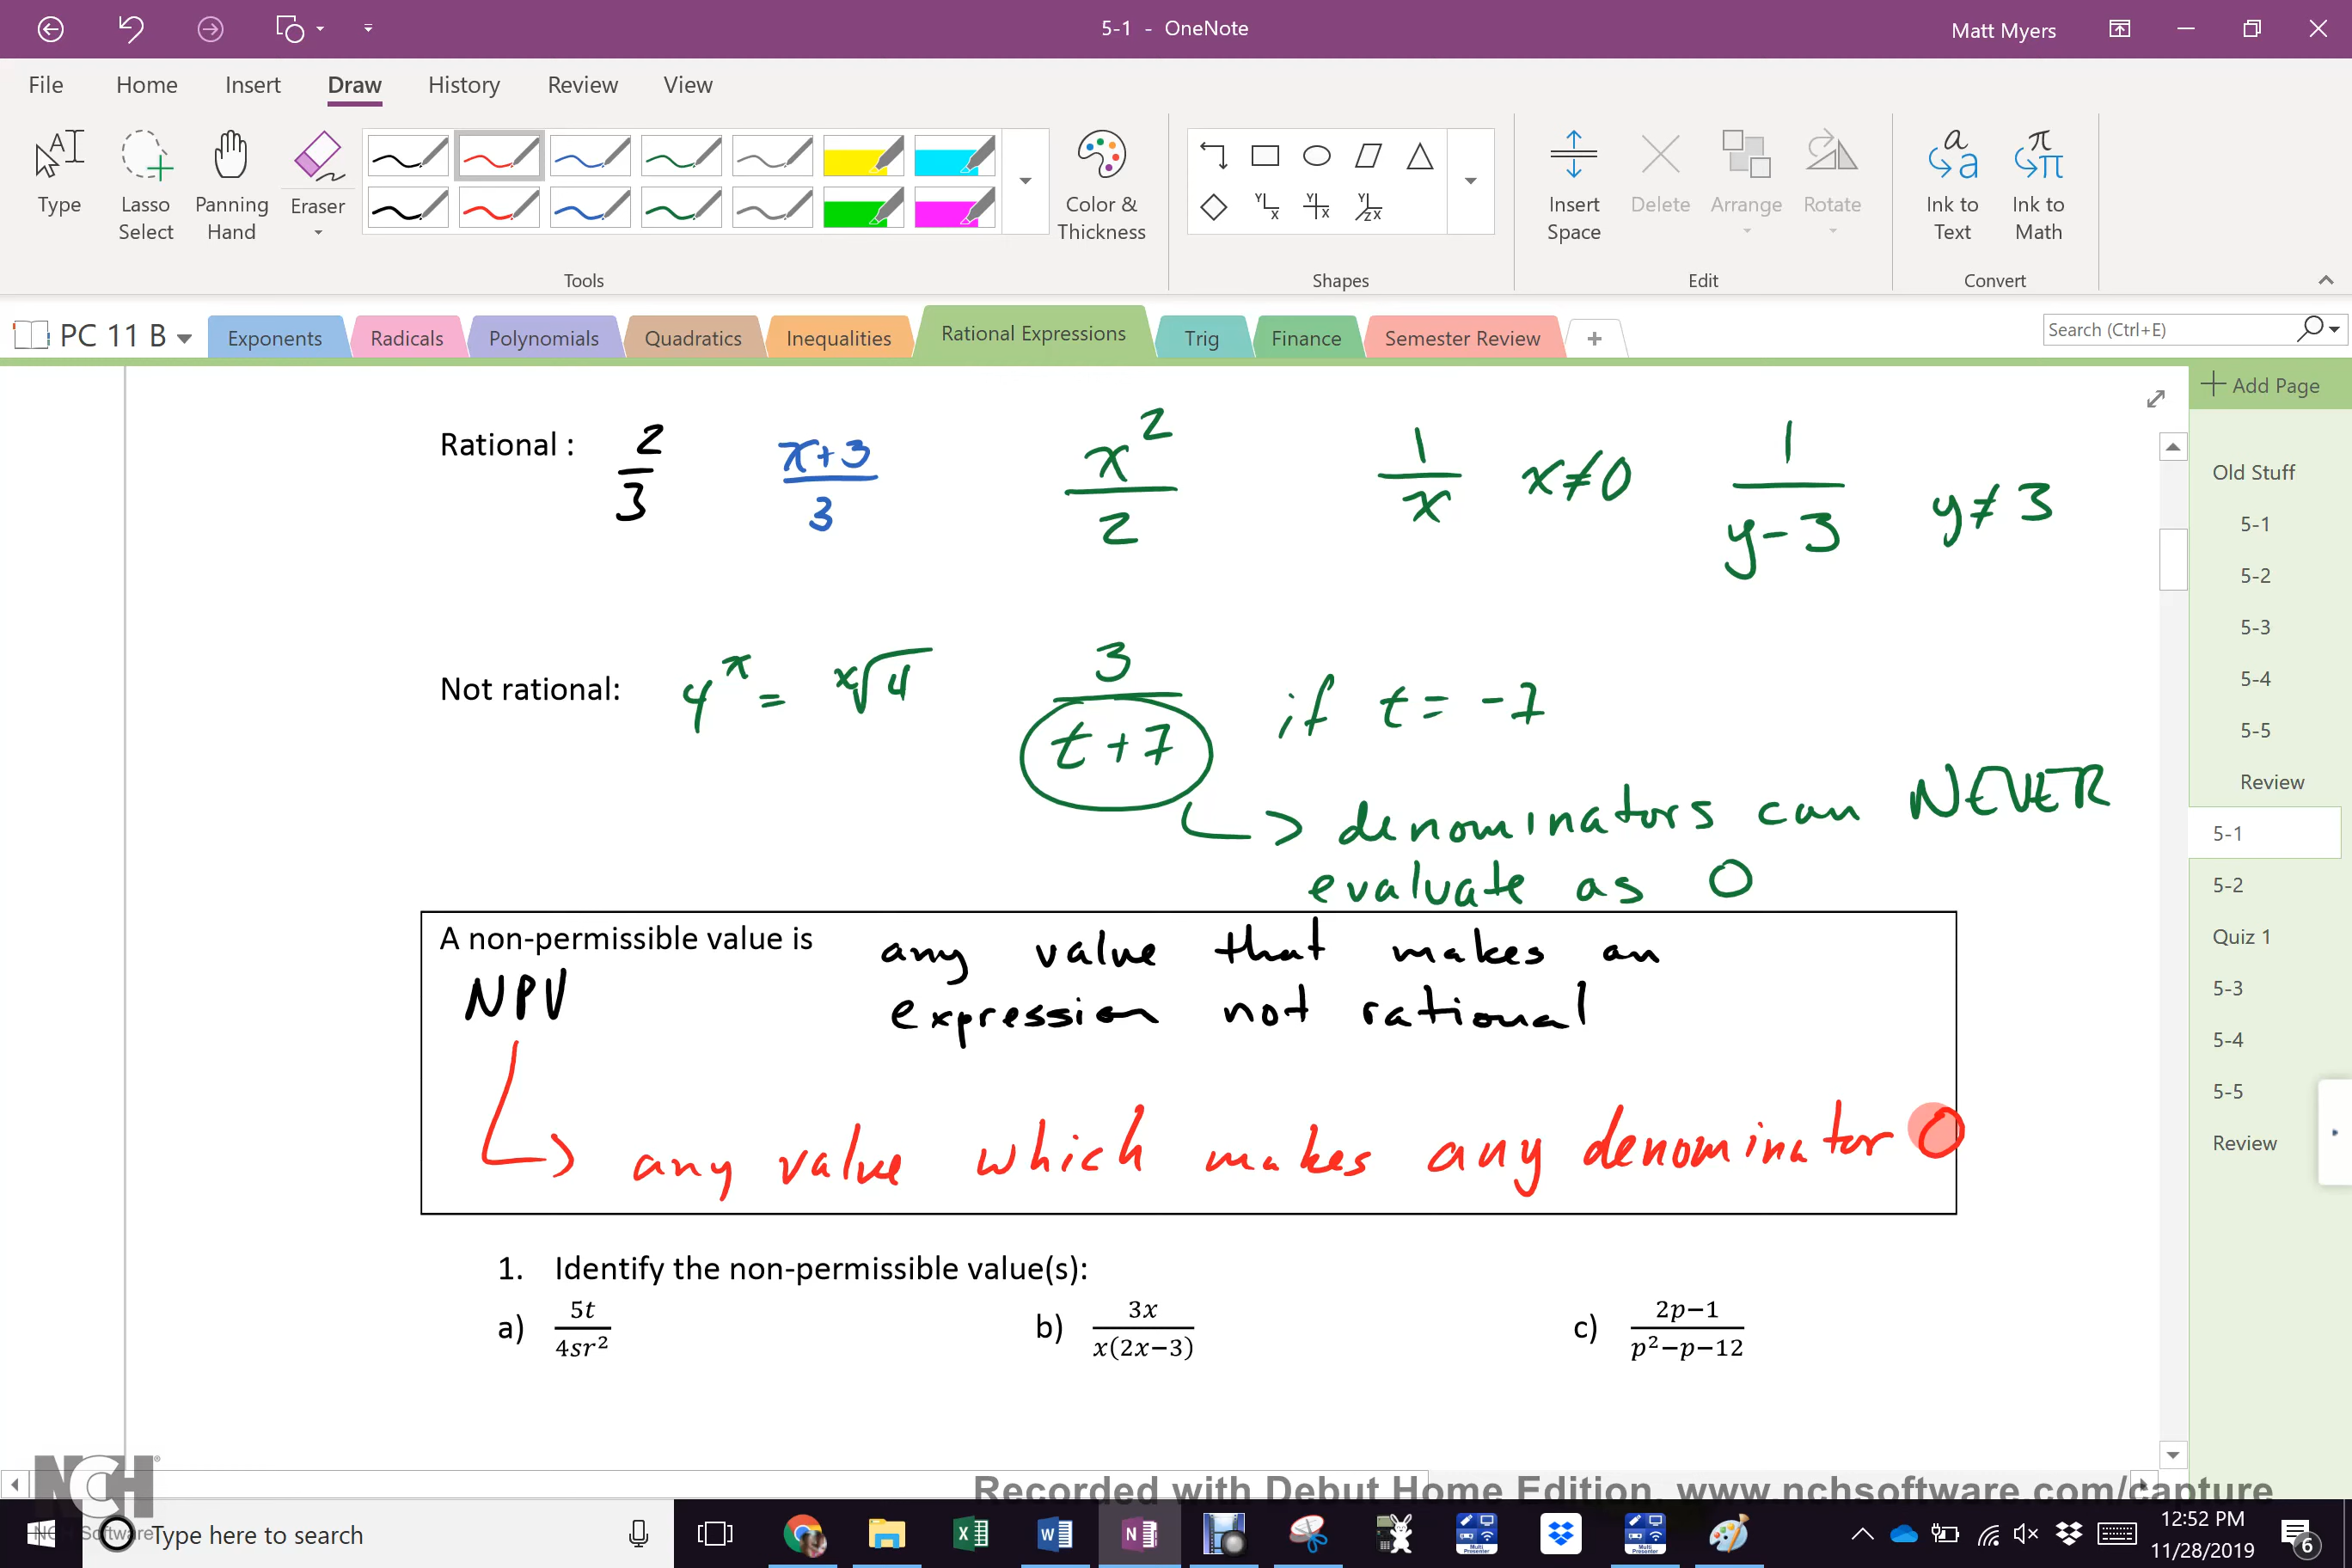 5-1 - OneNote
Matt Myers
File Home Insert Draw History Review View
Type
Lasso Select
Panning Hand
Eraser
Color & Thickness
Insert Space
Delete
Arrange
Rotate
Ink to Text
Ink to Math
Tools
Shapes
Edit
Convert
PC 11 B Exponents Radicals Polynomials Quadratics Inequalities Rational Expressions Trig Finance Semester Review
Search (Ctrl+E)
Add Page
Old Stuff
5-1
5-2
5-3
5-4
5-5
Review
5-1
5-2
Quiz 1
5-3
5-4
5-5
Review
Rational : 2/3 x+3/3 x²/2 1/x x≠0 1/y-3 y≠3
Not rational: 4^x = ˣ√4 3/t+7 if t = -7
↳ denominators can NEVER
evaluate as 0
A non-permissible value is any value that makes an
NPV expression not rational
↳ any value which makes any denominator 0
1. Identify the non-permissible value(s):
a) 5t/4sr² b) 3x/x(2x−3) c) 2p−1/p²−p−12
NCH®
NCH Software
Recorded with Debut Home Edition. www.nchsoftware.com/capture
Type here to search
12:52 PM
11/28/2019
6